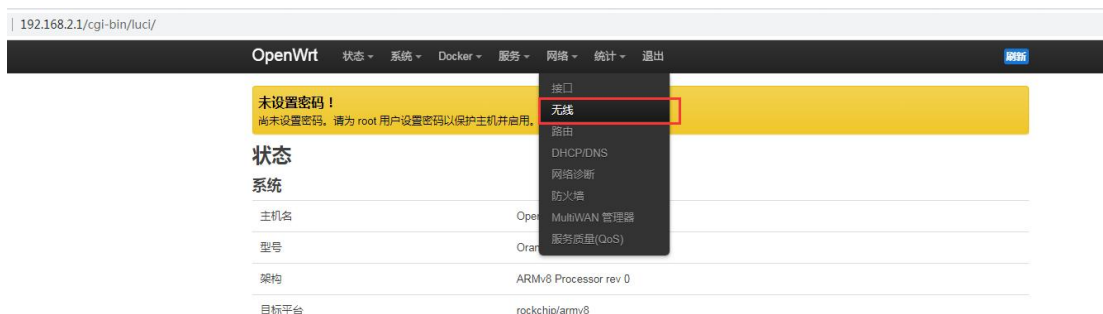 192.168.2.1/cgi-bin/luci/
OpenWrt 状态 系统 Docker 服务 网络 统计 退出 刷新
接口
无线
路由
DHCP/DNS
网络诊断
防火墙
MultiWAN 管理器
服务质量(QoS)
未设置密码！
尚未设置密码。请为 root 用户设置密码以保护主机并启用。
状态
系统
主机名 Ope
型号 Oran
架构 ARMv8 Processor rev 0
目标平台 rockchip/armv8